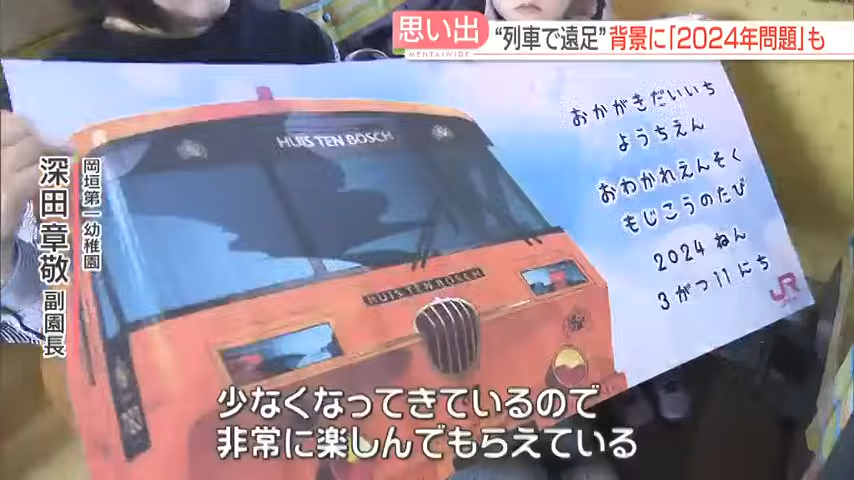 思い出
MENTAIWIDE
“列車で遠足”背景に「2024年問題」も
HUIS TEN BOSCH
HUISTENBOSCH
おかがきだいいち
ようちえん
おわかれえんそく
もじこうのたび
2024 ねん
3がつ11にち
JR
岡垣第一幼稚園
深田章敬 副園長
少なくなってきているので
非常に楽しんでもらえている